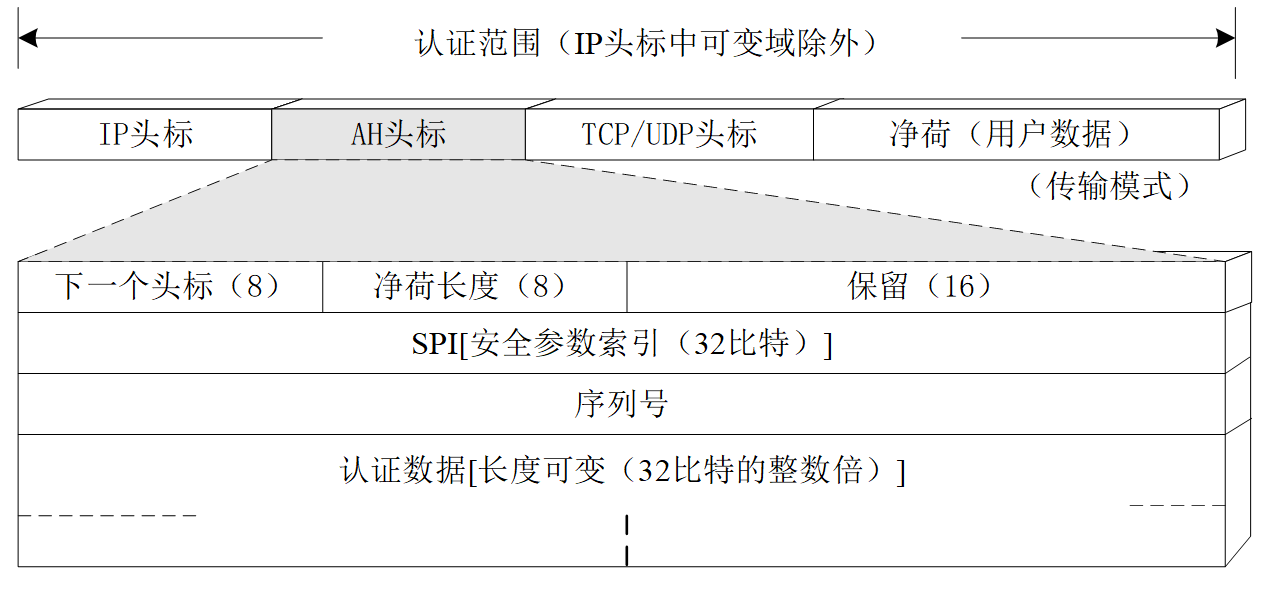 认证范围（IP头标中可变域除外）
IP头标 AH头标 TCP/UDP头标 净荷（用户数据）
（传输模式）
下一个头标（8） 净荷长度（8） 保留（16）
SPI[安全参数索引（32比特）]
序列号
认证数据[长度可变（32比特的整数倍）]